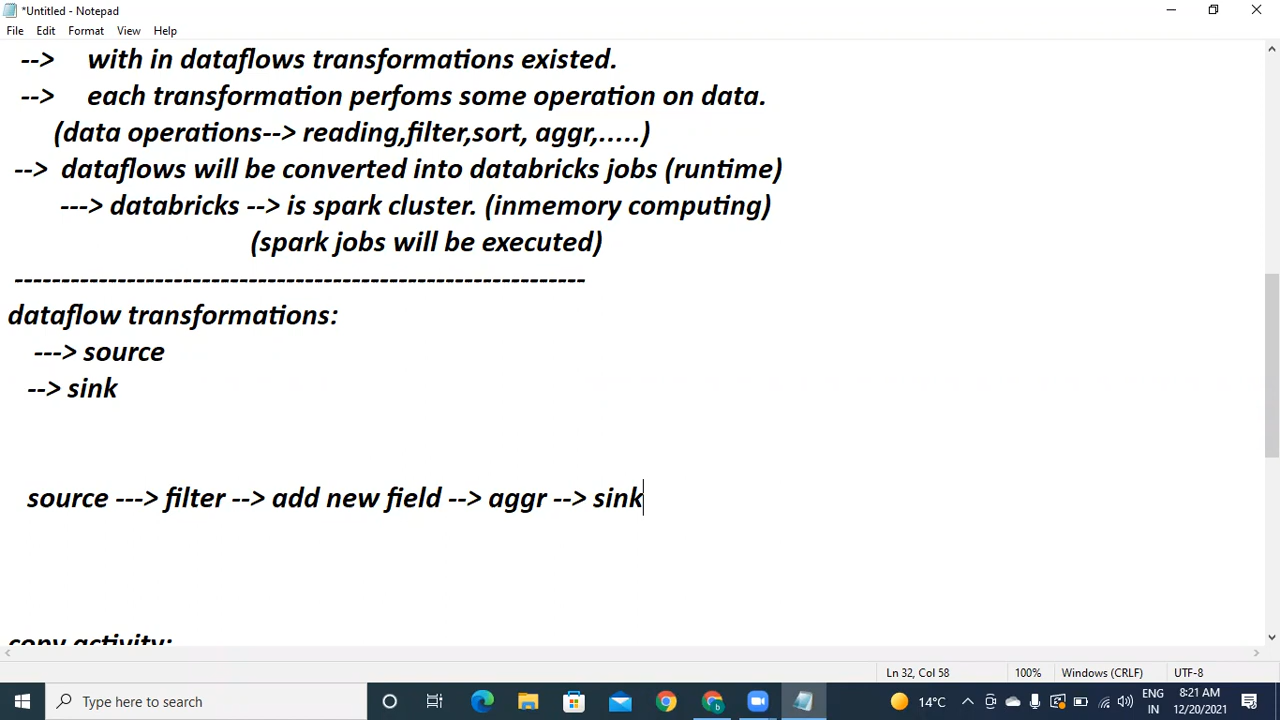 *Untitled - Notepad
File Edit Format View Help
--> with in dataflows transformations existed.
--> each transformation perfoms some operation on data.
(data operations--> reading,filter,sort, aggr,.....)
--> dataflows will be converted into databricks jobs (runtime)
---> databricks --> is spark cluster. (inmemory computing)
(spark jobs will be executed)
--------------------------------------------------------------
dataflow transformations:
---> source
--> sink
source ---> filter --> add new field --> aggr --> sink
copy activity:
Ln 32, Col 58 100% Windows (CRLF) UTF-8
Type here to search 14°C ENG IN 8:21 AM 12/20/2021